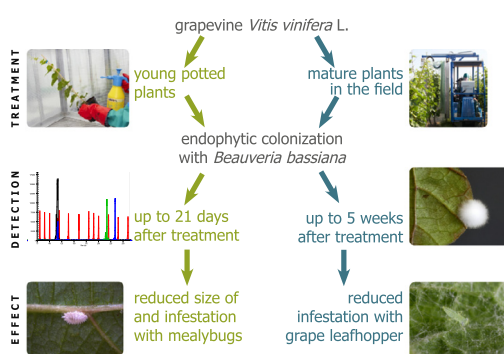 grapevine Vitis vinifera L.
TREATMENT
young potted
plants
mature plants
in the field
endophytic colonization
with Beauveria bassiana
DETECTION
up to 21 days
after treatment
up to 5 weeks
after treatment
EFFECT
reduced size of
and infestation
with mealybugs
reduced
infestation with
grape leafhopper